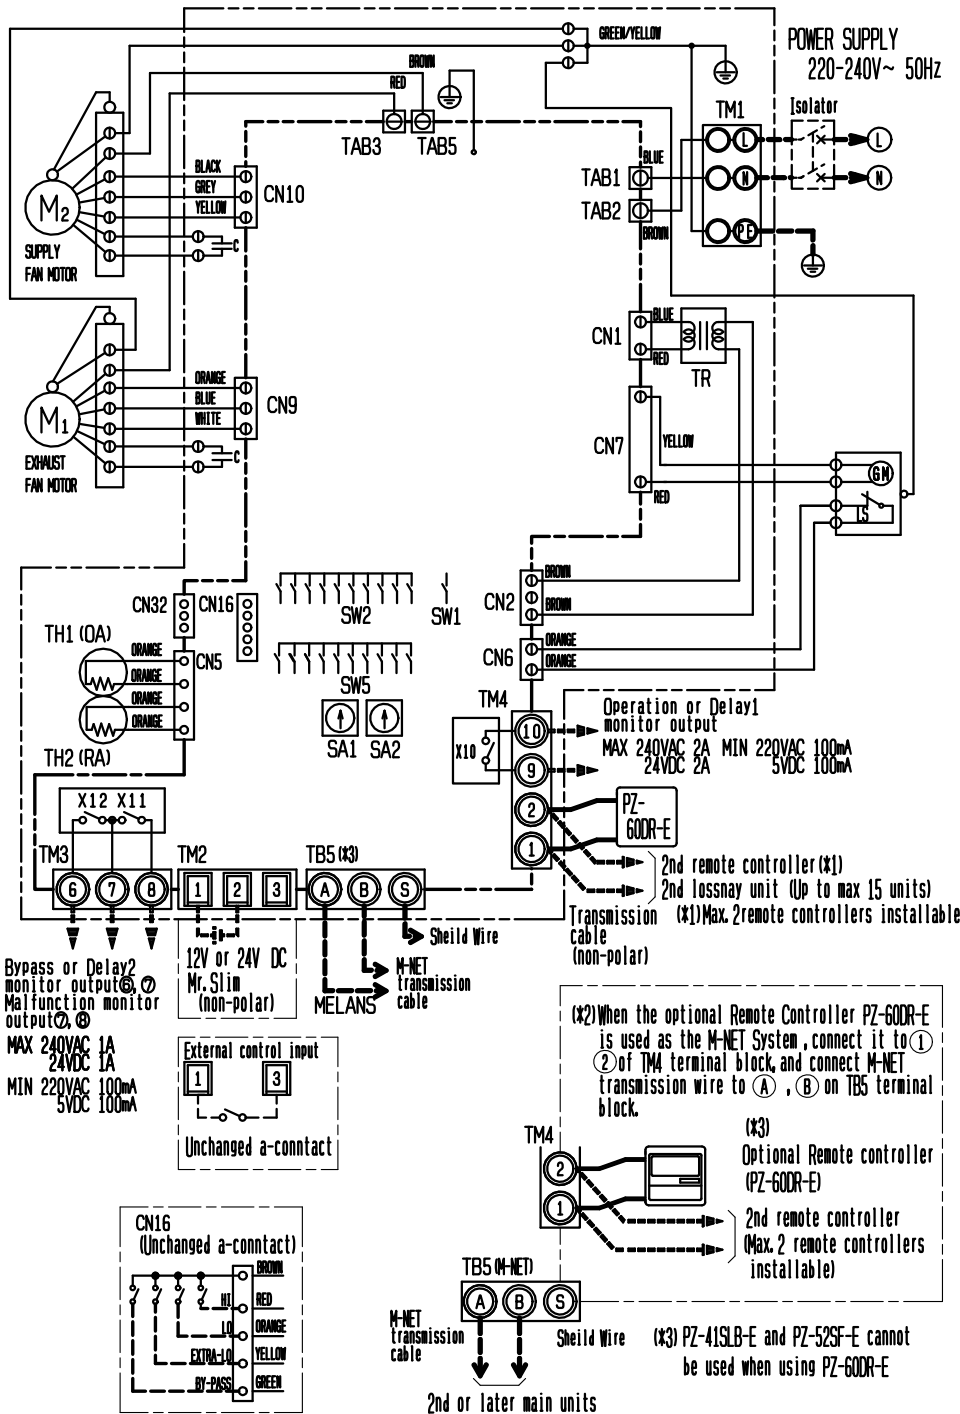 GREEN/YELLOW
POWER SUPPLY
220-240V~ 50Hz
BROWN
RED
TAB3
TAB5
TM1
Isolator
L
L
N
N
PE
BLUE
TAB1
TAB2
BROWN
BLACK
GREY
YELLOW
CN10
C
M2
SUPPLY
FAN MOTOR
CN1
BLUE
RED
TR
ORANGE
BLUE
WHITE
CN9
C
M1
EXHAUST
FAN MOTOR
CN7
YELLOW
RED
GM
LS
CN32
CN16
SW2
SW1
CN2
BROWN
BROWN
TH1 (OA)
ORANGE
ORANGE
ORANGE
ORANGE
CN5
SW5
CN6
ORANGE
ORANGE
TH2 (RA)
SA1
SA2
TM4
X10
10
9
2
1
Operation or Delay1
monitor output
MAX 240VAC 2A MIN 220VAC 100mA
24VDC 2A 5VDC 100mA
PZ-
60DR-E
X12 X11
TM3
6
7
8
TM2
1
2
3
TB5 (*3)
A
B
S
2nd remote controller(*1)
2nd lossnay unit (Up to max 15 units)
Transmission
cable
(non-polar)
(*1)Max. 2remote controllers installable
Sheild Wire
M-NET
transmission
cable
MELANS
12V or 24V DC
Mr. Slim
(non-polar)
Bypass or Delay2
monitor output⑥, ⑦
Malfunction monitor
output⑦, ⑧
MAX 240VAC 1A
24VDC 1A
MIN 220VAC 100mA
5VDC 100mA
External control input
1
3
Unchanged a-conntact
(*2)When the optional Remote Controller PZ-60DR-E
is used as the M-NET System, connect it to ①
② of TM4 terminal block, and connect M-NET
transmission wire to Ⓐ , Ⓑ on TB5 terminal
block.
TM4
2
1
(*3)
Optional Remote controller
(PZ-60DR-E)
2nd remote controller
(Max. 2 remote controllers
installable)
CN16
(Unchanged a-conntact)
BROWN
HI
RED
LO
ORANGE
EXTRA-LO
YELLOW
BY-PASS
GREEN
TB5 (M-NET)
A
B
S
M-NET
transmission
cable
Sheild Wire
2nd or later main units
(*3) PZ-41SLB-E and PZ-52SF-E cannot
be used when using PZ-60DR-E